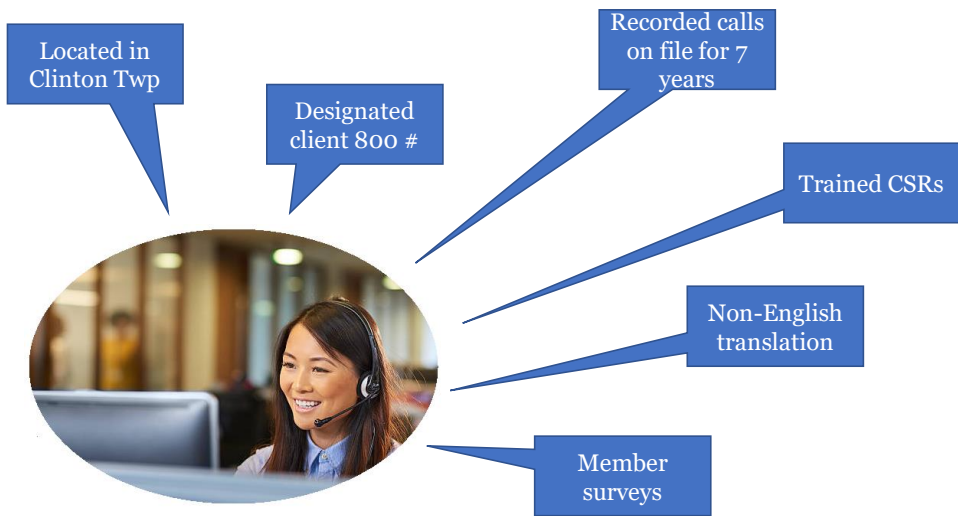 Located in
Clinton Twp
Designated
client 800 #
Recorded calls
on file for 7
years
Trained CSRs
Non-English
translation
Member
surveys